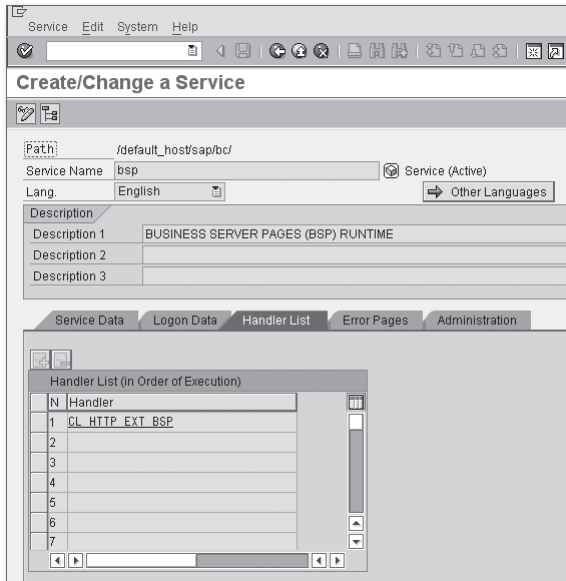 Service Edit System Help
Create/Change a Service
Path /default_host/sap/bc/
Service Name bsp Service (Active)
Lang. English Other Languages
Description
Description 1 BUSINESS SERVER PAGES (BSP) RUNTIME
Description 2
Description 3
Service Data Logon Data Handler List Error Pages Administration
Handler List (in Order of Execution)
N Handler
1 CL_HTTP_EXT_BSP
2
3
4
5
6
7